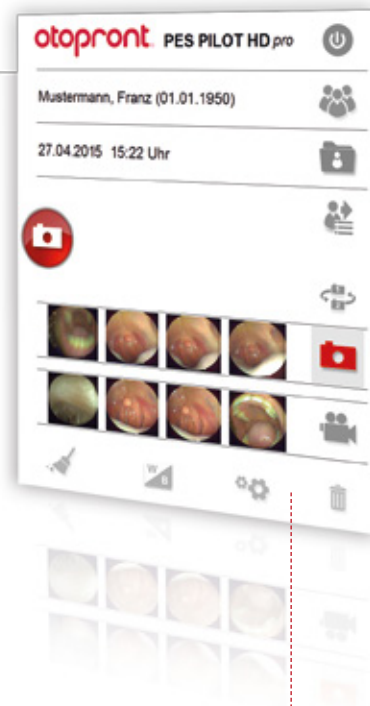 otopront PES PILOT HD pro
Mustermann, Franz (01.01.1950)
27.04.2015 15:22 Uhr
W
B